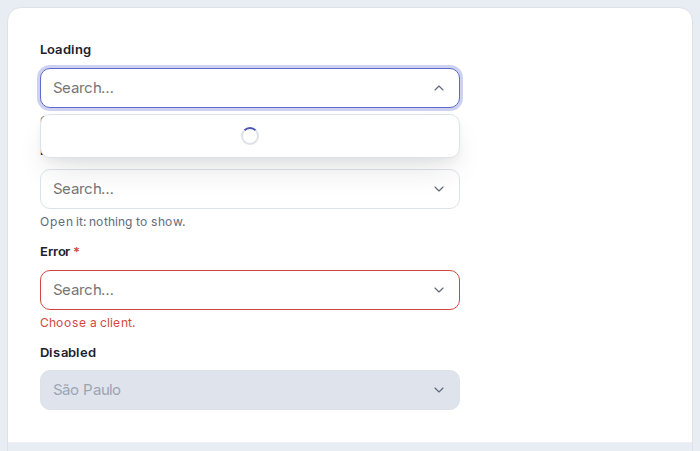 Loading
Search...
Search...
Open it: nothing to show.
Error *
Search...
Choose a client.
Disabled
São Paulo